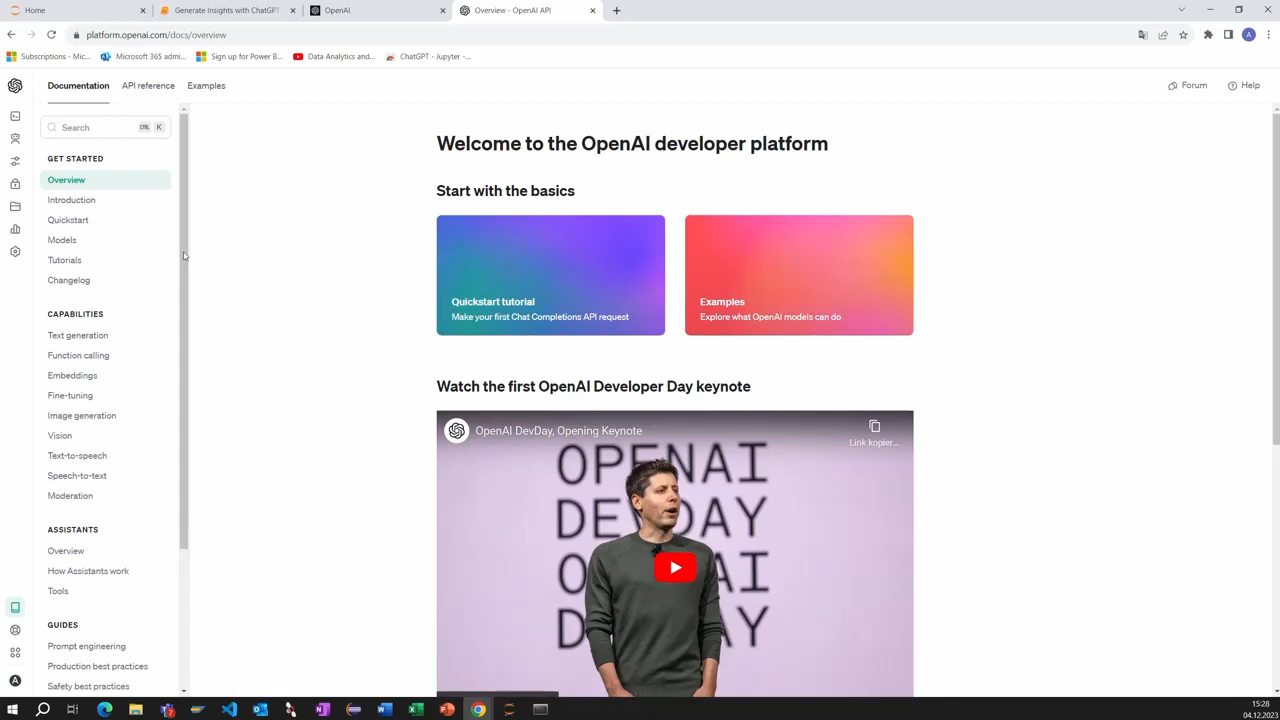 Home
Generate Insights with ChatGPT
OpenAI
Overview - OpenAI API
platform.openai.com/docs/overview
Subscriptions - Mic...
Microsoft 365 admi...
Sign up for Power B...
Data Analytics and...
ChatGPT - Jupyter -...
A
Documentation
API reference
Examples
Forum
Help
Search
CTRL
K
GET STARTED
Overview
Introduction
Quickstart
Models
Tutorials
Changelog
CAPABILITIES
Text generation
Function calling
Embeddings
Fine-tuning
Image generation
Vision
Text-to-speech
Speech-to-text
Moderation
ASSISTANTS
Overview
How Assistants work
Tools
GUIDES
Prompt engineering
Production best practices
Safety best practices
A
Welcome to the OpenAI developer platform
Start with the basics
Quickstart tutorial
Make your first Chat Completions API request
Examples
Explore what OpenAI models can do
Watch the first OpenAI Developer Day keynote
OpenAI DevDay, Opening Keynote
Link kopier...
OPENAI
DEVDAY
15:28
04.12.2023